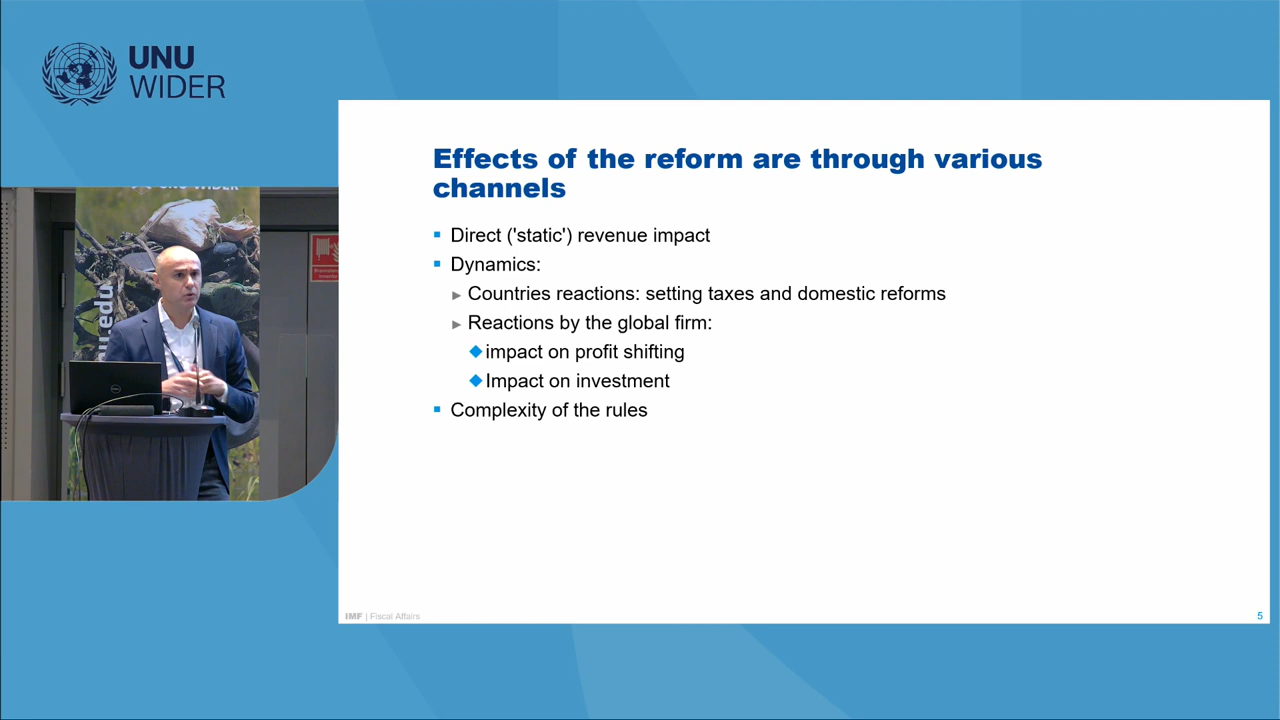 UNU
WIDER
UNU WIDER
Effects of the reform are through various
channels
Direct ('static') revenue impact
Dynamics:
Countries reactions: setting taxes and domestic reforms
Reactions by the global firm:
impact on profit shifting
Impact on investment
Complexity of the rules
IMF | Fiscal Affairs
5